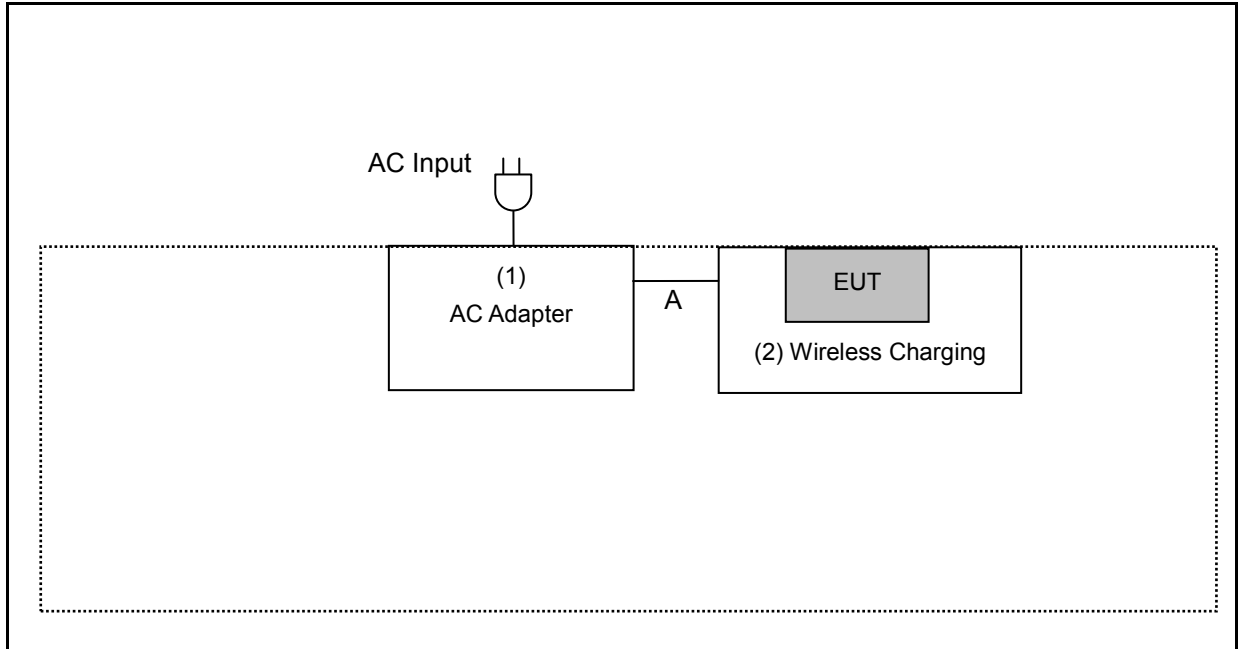 AC Input
(1)
AC Adapter
A
EUT
(2) Wireless Charging